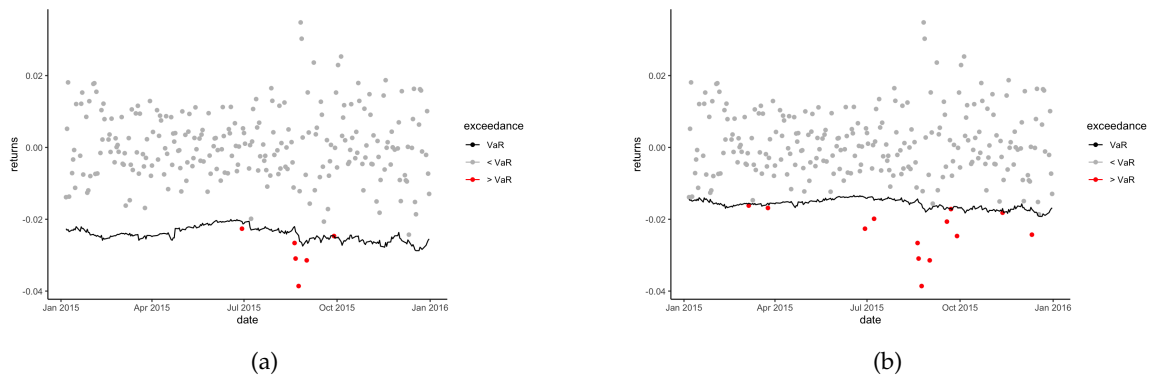 0.02
0.00
-0.02
-0.04
returns
Jan 2015 Apr 2015 Jul 2015 Oct 2015 Jan 2016
date
exceedance
VaR
< VaR
> VaR
(a)
0.02
0.00
-0.02
-0.04
returns
Jan 2015 Apr 2015 Jul 2015 Oct 2015 Jan 2016
date
exceedance
VaR
< VaR
> VaR
(b)